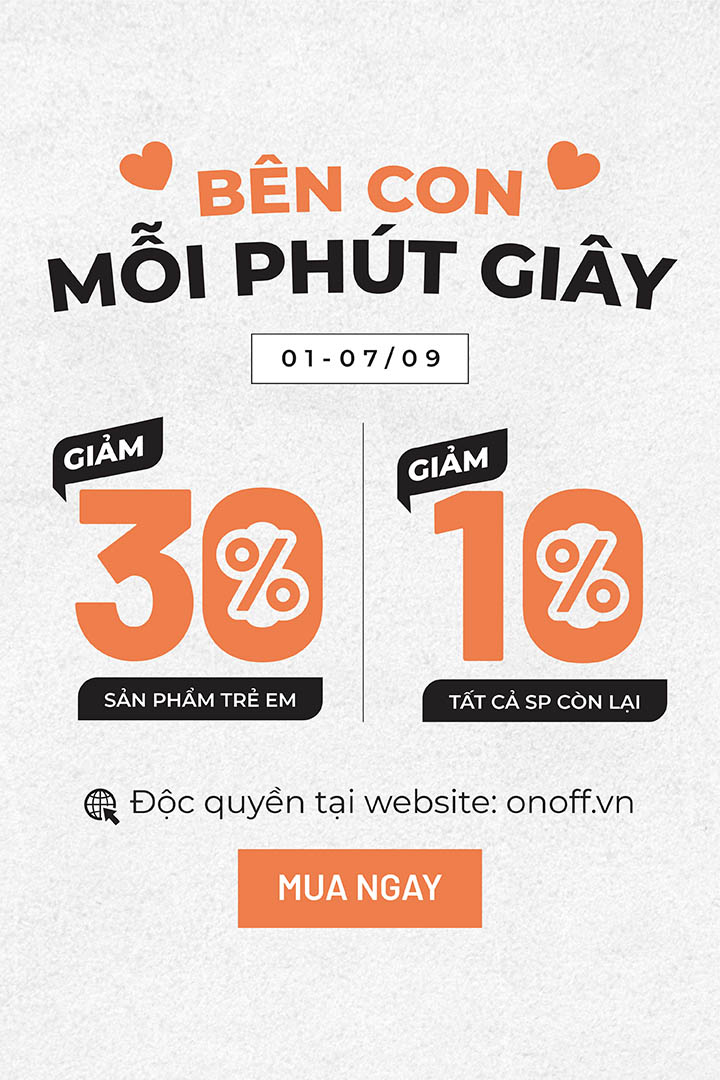 BÊN CON
MỖI PHÚT GIÂY
01-07/09
GIẢM
30%
SẢN PHẨM TRẺ EM
GIẢM
10%
TẤT CẢ SP CÒN LẠI
Độc quyền tại website: onoff.vn
MUA NGAY